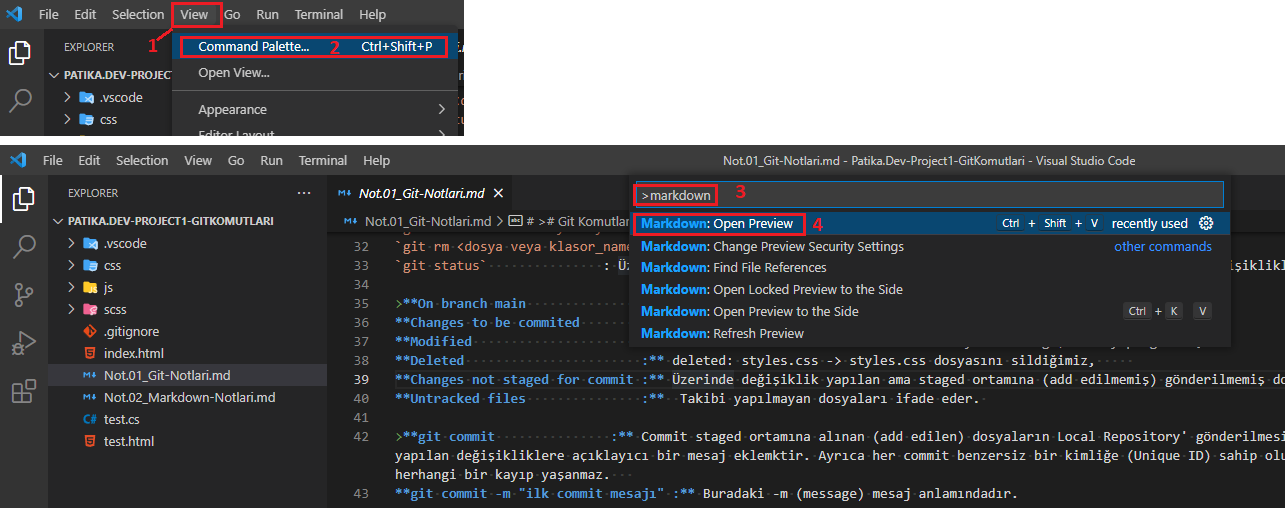 File Edit Selection View Go Run Terminal Help
1
EXPLORER
Command Palette... 2 Ctrl+Shift+P
PATIKA.DEV-PROJECT
Open View...
.vscode
Appearance
css
Editor Layout
File Edit Selection View Go Run Terminal Help Not.01_Git-Notlari.md - Patika.Dev-Project1-GitKomutlari - Visual Studio Code
EXPLORER ...
Not.01_Git-Notlari.md
>markdown 3
PATIKA.DEV-PROJECT1-GITKOMUTLARI
Not.01_Git-Notlari.md > # ># Git Komutlar
Markdown: Open Preview 4 Ctrl + Shift + V recently used
Markdown: Change Preview Security Settings other commands
Markdown: Find File References
Markdown: Open Locked Preview to the Side
Markdown: Open Preview to the Side Ctrl + K V
Markdown: Refresh Preview
.vscode
css
js
scss
.gitignore
index.html
Not.01_Git-Notlari.md
Not.02_Markdown-Notlari.md
test.cs
test.html
32 `git rm <dosya veya klasor_name
33 `git status` : Üz
34
35 >**On branch main
36 **Changes to be commited
37 **Modified
38 **Deleted :** deleted: styles.css -> styles.css dosyasını sildiğimiz,
39 **Changes not staged for commit :** Üzerinde değişiklik yapılan ama staged ortamına (add edilmemiş) gönderilmemiş do
40 **Untracked files :** Takibi yapılmayan dosyaları ifade eder.
41
42 >**git commit :** Commit staged ortamına alınan (add edilen) dosyaların Local Repository' gönderilmesi
yapılan değişikliklere açıklayıcı bir mesaj eklemktir. Ayrıca her commit benzersiz bir kimliğe (Unique ID) sahip olu
herhangi bir kayıp yaşanmaz.
43 **git commit -m "ilk commit mesajı" :** Buradaki -m (message) mesaj anlamındadır.